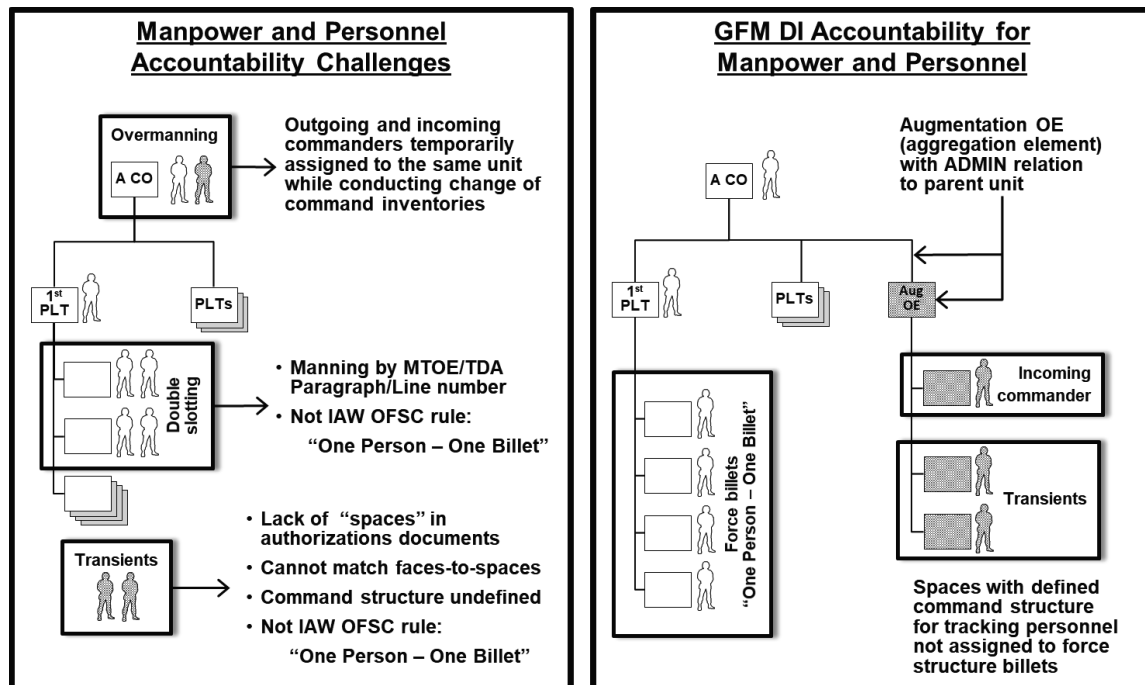 Manpower and Personnel
Accountability Challenges
Overmanning
A CO
Outgoing and incoming
commanders temporarily
assigned to the same unit
while conducting change of
command inventories
1st
PLT
PLTs
Double
slotting
• Manning by MTOE/TDA
Paragraph/Line number
• Not IAW OFSC rule:
“One Person – One Billet”
Transients
• Lack of “spaces” in
authorizations documents
• Cannot match faces-to-spaces
• Command structure undefined
• Not IAW OFSC rule:
“One Person – One Billet”
GFM DI Accountability for
Manpower and Personnel
Augmentation OE
(aggregation element)
with ADMIN relation
to parent unit
A CO
1st
PLT
PLTs
Aug
OE
Force billets
“One Person – One Billet”
Incoming
commander
Transients
Spaces with defined
command structure
for tracking personnel
not assigned to force
structure billets